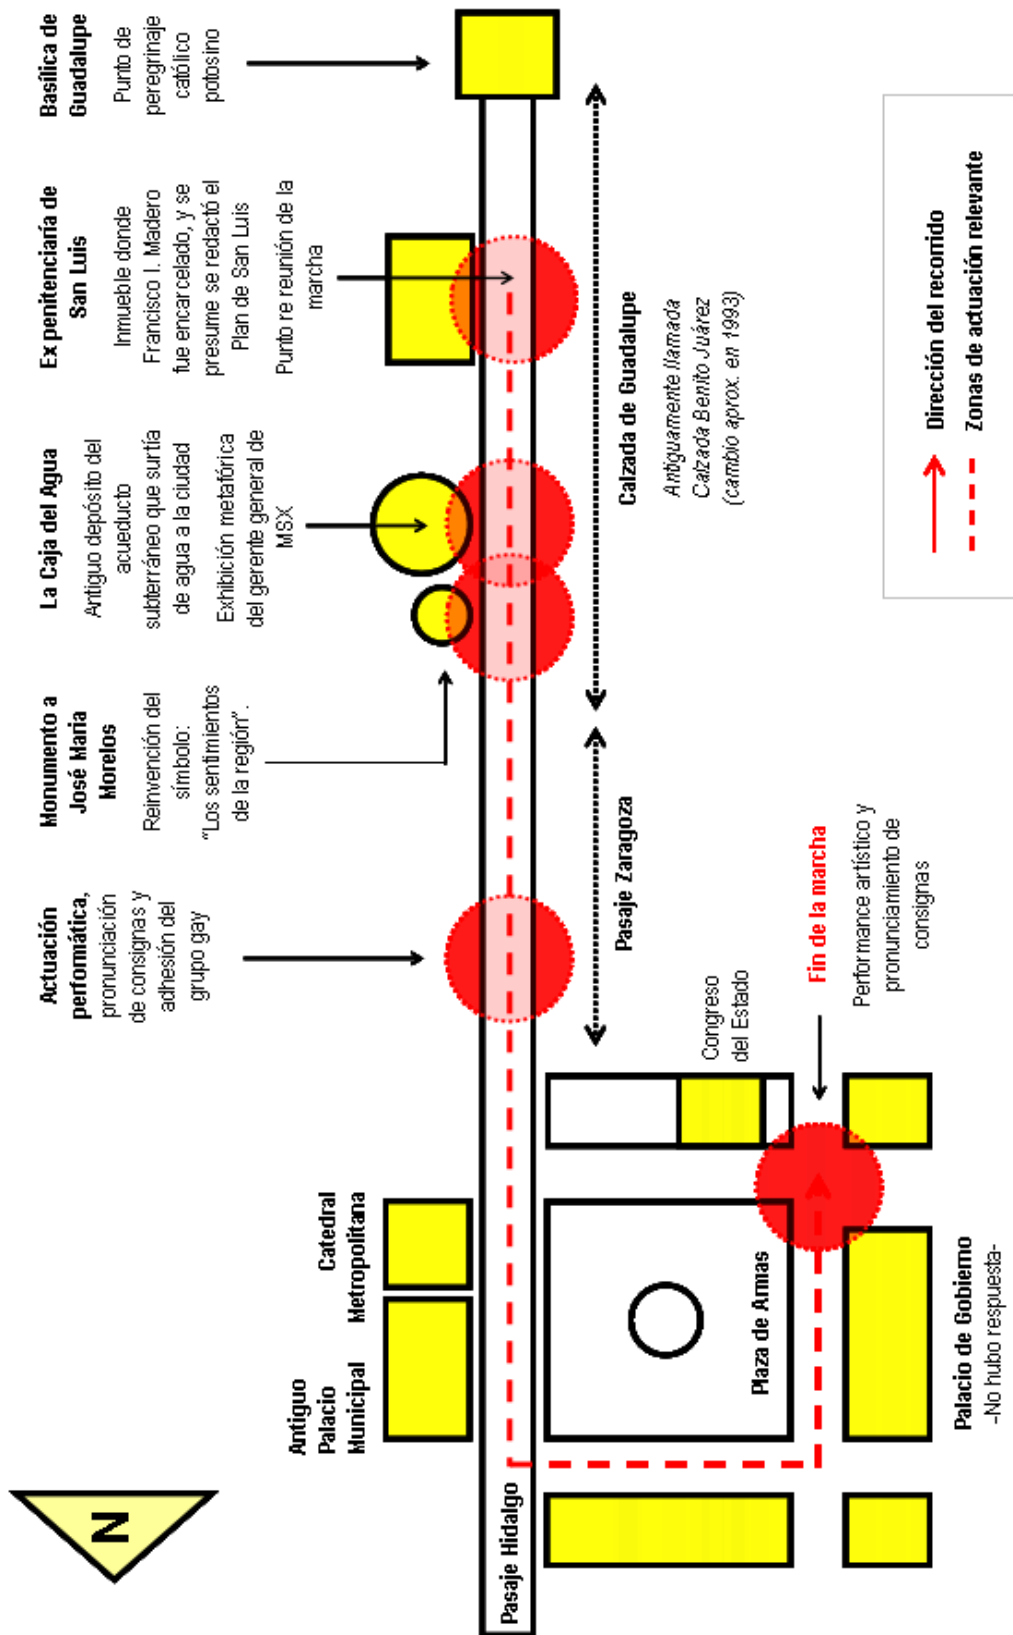 Actuación
performática,
pronunciación
de consignas y
adhesión del
grupo gay
Monumento a
José Maria
Morelos
Reinvención del
símbolo:
"Los sentimientos
de la región".
La Caja del Agua
Antiguo depósito del
acueducto
subterráneo que surtía
de agua a la ciudad
Exhibición metafórica
del gerente general de
MSX
Expenitenciaría de
San Luis
Inmueble donde
Francisco I. Madero
fue encarcelado, y se
presume se redactó el
Plan de San Luis
Punto re reunión de la
marcha
Basílica de
Guadalupe
Punto de
peregrinaje
católico
potosino
N
Antiguo
Palacio
Municipal
Catedral
Metropolitana
Pasaje Hidalgo
Pasaje Zaragoza
Calzada de Guadalupe
Antiguamente llamada
Calzada Benito Juárez
(cambio aprox. en 1993)
Congreso
del Estado
Plaza de Armas
Fin de la marcha
Performance artístico y
pronunciamiento de
consignas
Palacio de Gobierno
-No hubo respuesta-
Dirección del recorrido
Zonas de actuación relevante